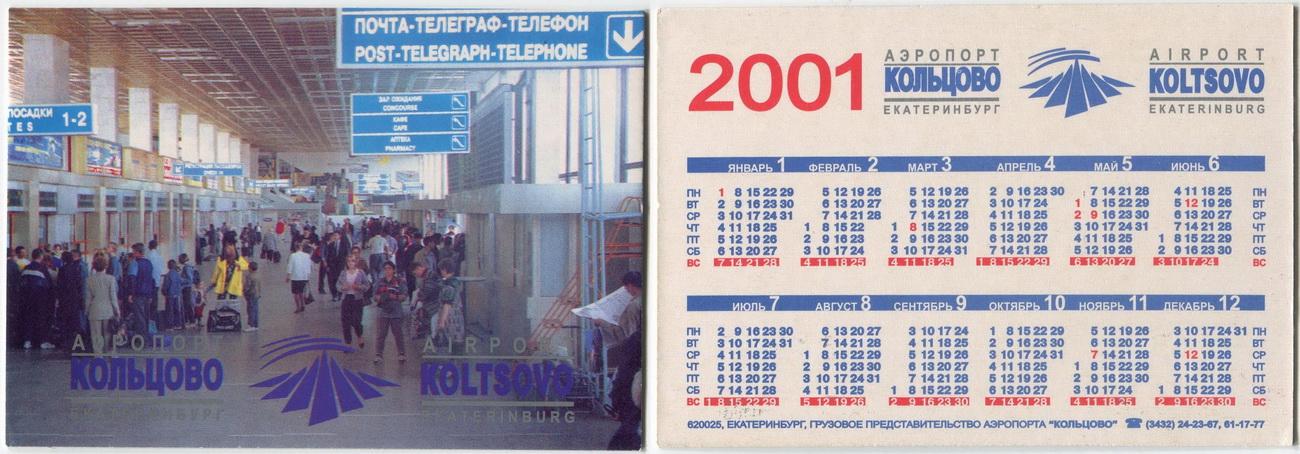 ПОЧТА-ТЕЛЕГРАФ-ТЕЛЕФОН
POST-TELEGRAPH-TELEPHONE
ПОСАДКИ
TES 1-2
ЗАЛ ОЖИДАНИЯ
CONCOURSE
КАФЕ
CAFE
АПТЕКА
PHARMACY
АЭРОПОРТ
КОЛЬЦОВО
ЕКАТЕРИНБУРГ
AIRPORT
KOLTSOVO
EKATERINBURG
2001
АЭРОПОРТ
КОЛЬЦОВО
ЕКАТЕРИНБУРГ
AIRPORT
KOLTSOVO
EKATERINBURG
ЯНВАРЬ 1 ФЕВРАЛЬ 2 МАРТ 3 АПРЕЛЬ 4 МАЙ 5 ИЮНЬ 6
ПН 1 8 15 22 29 5 12 19 26 5 12 19 26 2 9 16 23 30 7 14 21 28 4 11 18 25 ПН
ВТ 2 9 16 23 30 6 13 20 27 6 13 20 27 3 10 17 24 1 8 15 22 29 5 12 19 26 ВТ
СР 3 10 17 24 31 7 14 21 28 7 14 21 28 4 11 18 25 2 9 16 23 30 6 13 20 27 СР
ЧТ 4 11 18 25 1 8 15 22 1 8 15 22 29 5 12 19 26 3 10 17 24 31 7 14 21 28 ЧТ
ПТ 5 12 19 26 2 9 16 23 2 9 16 23 30 6 13 20 27 4 11 18 25 1 8 15 22 29 ПТ
СБ 6 13 20 27 3 10 17 24 3 10 17 24 31 7 14 21 28 5 12 19 26 2 9 16 23 30 СБ
ВС 7 14 21 28 4 11 18 25 4 11 18 25 1 8 15 22 29 6 13 20 27 3 10 17 24 ВС
ИЮЛЬ 7 АВГУСТ 8 СЕНТЯБРЬ 9 ОКТЯБРЬ 10 НОЯБРЬ 11 ДЕКАБРЬ 12
ПН 2 9 16 23 30 6 13 20 27 3 10 17 24 1 8 15 22 29 5 12 19 26 3 10 17 24 31 ПН
ВТ 3 10 17 24 31 7 14 21 28 4 11 18 25 2 9 16 23 30 6 13 20 27 4 11 18 25 ВТ
СР 4 11 18 25 1 8 15 22 29 5 12 19 26 3 10 17 24 31 7 14 21 28 5 12 19 26 СР
ЧТ 5 12 19 26 2 9 16 23 30 6 13 20 27 4 11 18 25 1 8 15 22 29 6 13 20 27 ЧТ
ПТ 6 13 20 27 3 10 17 24 31 7 14 21 28 5 12 19 26 2 9 16 23 30 7 14 21 28 ПТ
СБ 7 14 21 28 4 11 18 25 1 8 15 22 29 6 13 20 27 3 10 17 24 1 8 15 22 29 СБ
ВС 1 8 15 22 29 5 12 19 26 2 9 16 23 30 7 14 21 28 4 11 18 25 2 9 16 23 30 ВС
620025, ЕКАТЕРИНБУРГ, ГРУЗОВОЕ ПРЕДСТАВИТЕЛЬСТВО АЭРОПОРТА "КОЛЬЦОВО" ☎ (3432) 24-23-67, 61-17-77